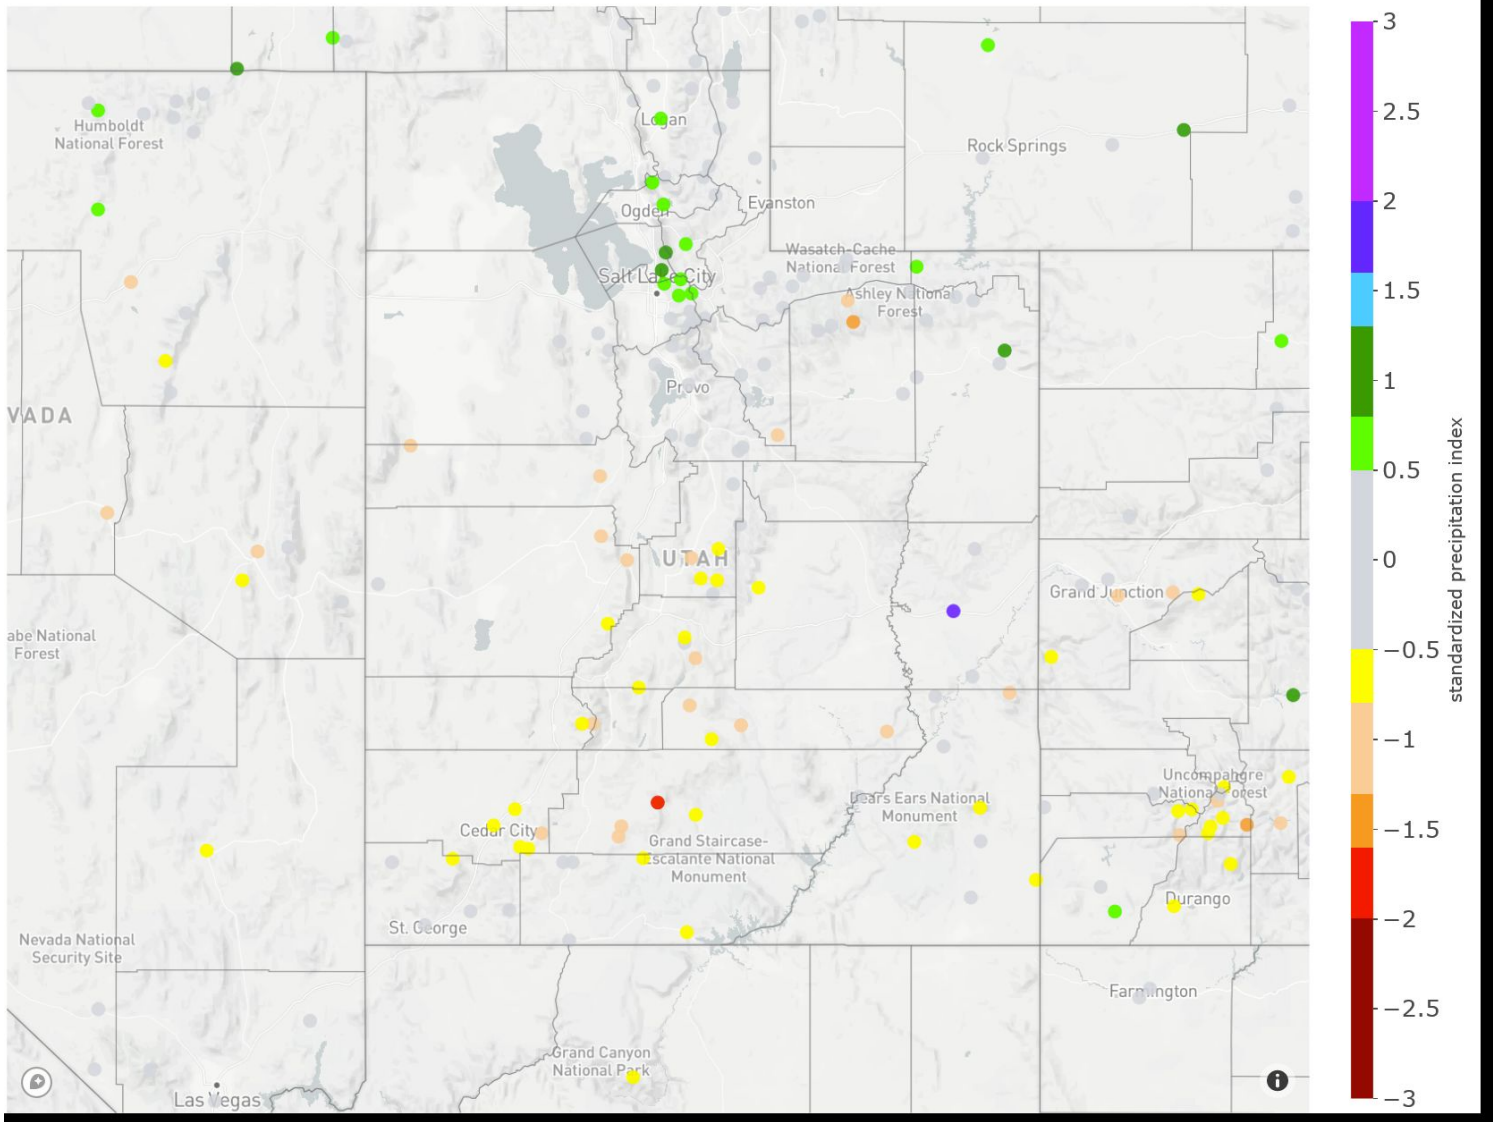 Humboldt
National Forest
Logan
Rock Springs
Ogden
Evanston
Wasatch-Cache
National Forest
Salt Lake City
Ashley National
Forest
Provo
VADA
UTAH
Grand Junction
abe National
Forest
Uncompahgre
National Forest
Bears Ears National
Monument
Cedar City
Grand Staircase-
Escalante National
Monument
Durango
St. George
Nevada National
Security Site
Farmington
Grand Canyon
National Park
Las Vegas
3
2.5
2
1.5
1
0.5
0
−0.5
−1
−1.5
−2
−2.5
−3
standardized precipitation index